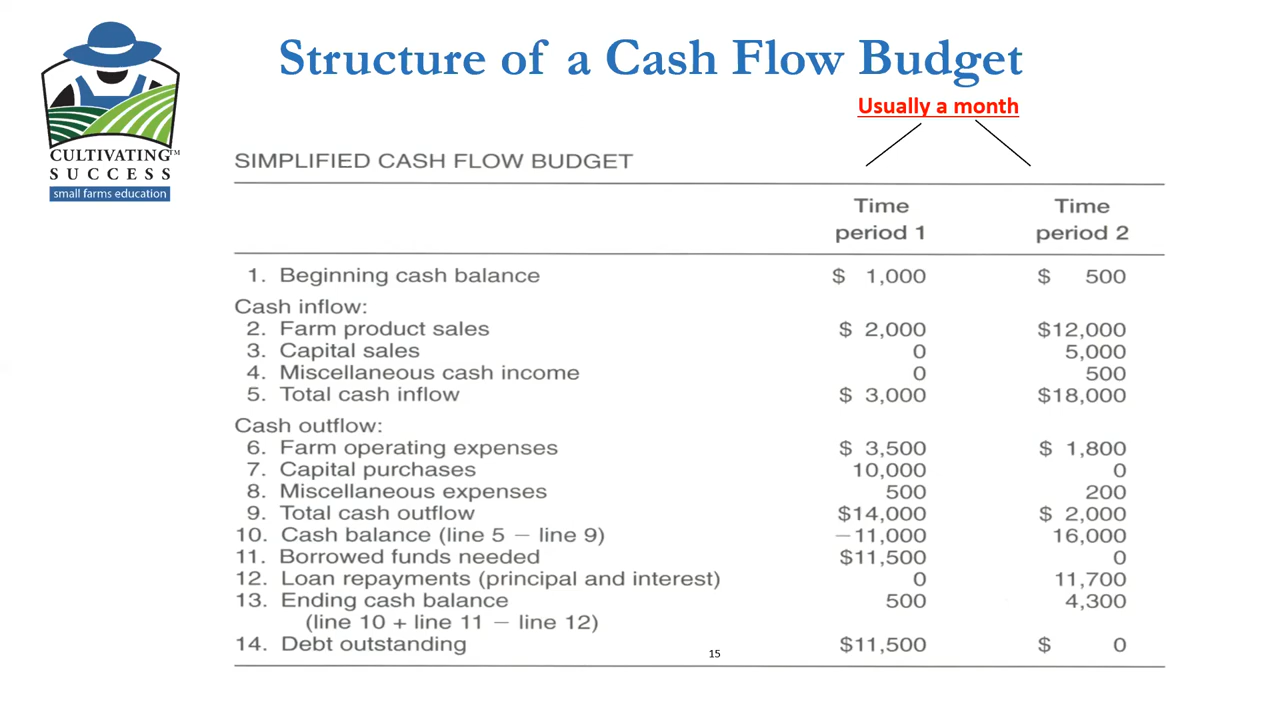 Structure of a Cash Flow Budget
Usually a month
CULTIVATING™
SUCCESS
small farms education
SIMPLIFIED CASH FLOW BUDGET
Time period 1 Time period 2
1. Beginning cash balance $ 1,000 $ 500
Cash inflow:
2. Farm product sales $ 2,000 $12,000
3. Capital sales 0 5,000
4. Miscellaneous cash income 0 500
5. Total cash inflow $ 3,000 $18,000
Cash outflow:
6. Farm operating expenses $ 3,500 $ 1,800
7. Capital purchases 10,000 0
8. Miscellaneous expenses 500 200
9. Total cash outflow $14,000 $ 2,000
10. Cash balance (line 5 − line 9) −11,000 16,000
11. Borrowed funds needed $11,500 0
12. Loan repayments (principal and interest) 0 11,700
13. Ending cash balance 500 4,300
(line 10 + line 11 − line 12)
14. Debt outstanding $11,500 $ 0
15